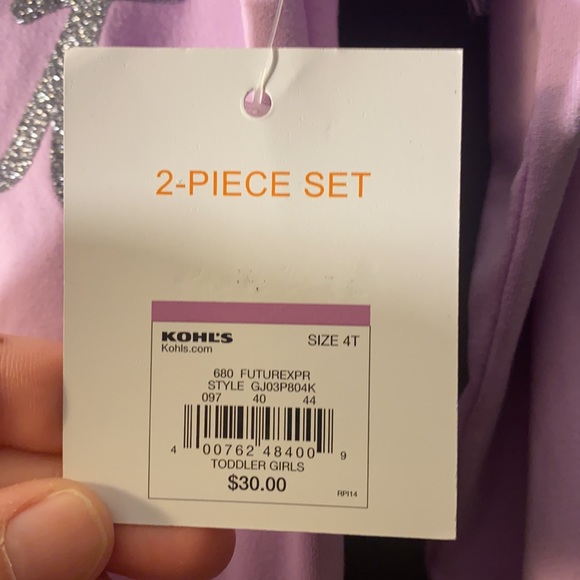 2-PIECE SET
KOHL'S SIZE 4T
Kohls.com
680 FUTUREXPR
STYLE GJ03P804K
097 40 44
4 00762 48400 9
TODDLER GIRLS
$30.00
RPI14